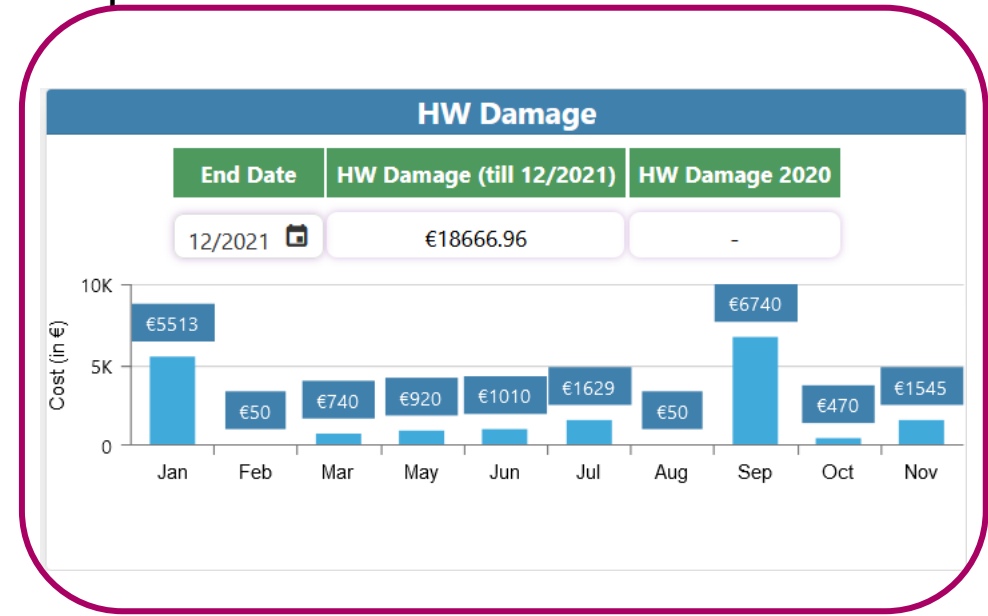 HW Damage
End Date HW Damage (till 12/2021) HW Damage 2020
12/2021 €18666.96 -
Cost (in €)
10K
5K
0
€5513 €50 €740 €920 €1010 €1629 €50 €6740 €470 €1545
Jan Feb Mar May Jun Jul Aug Sep Oct Nov